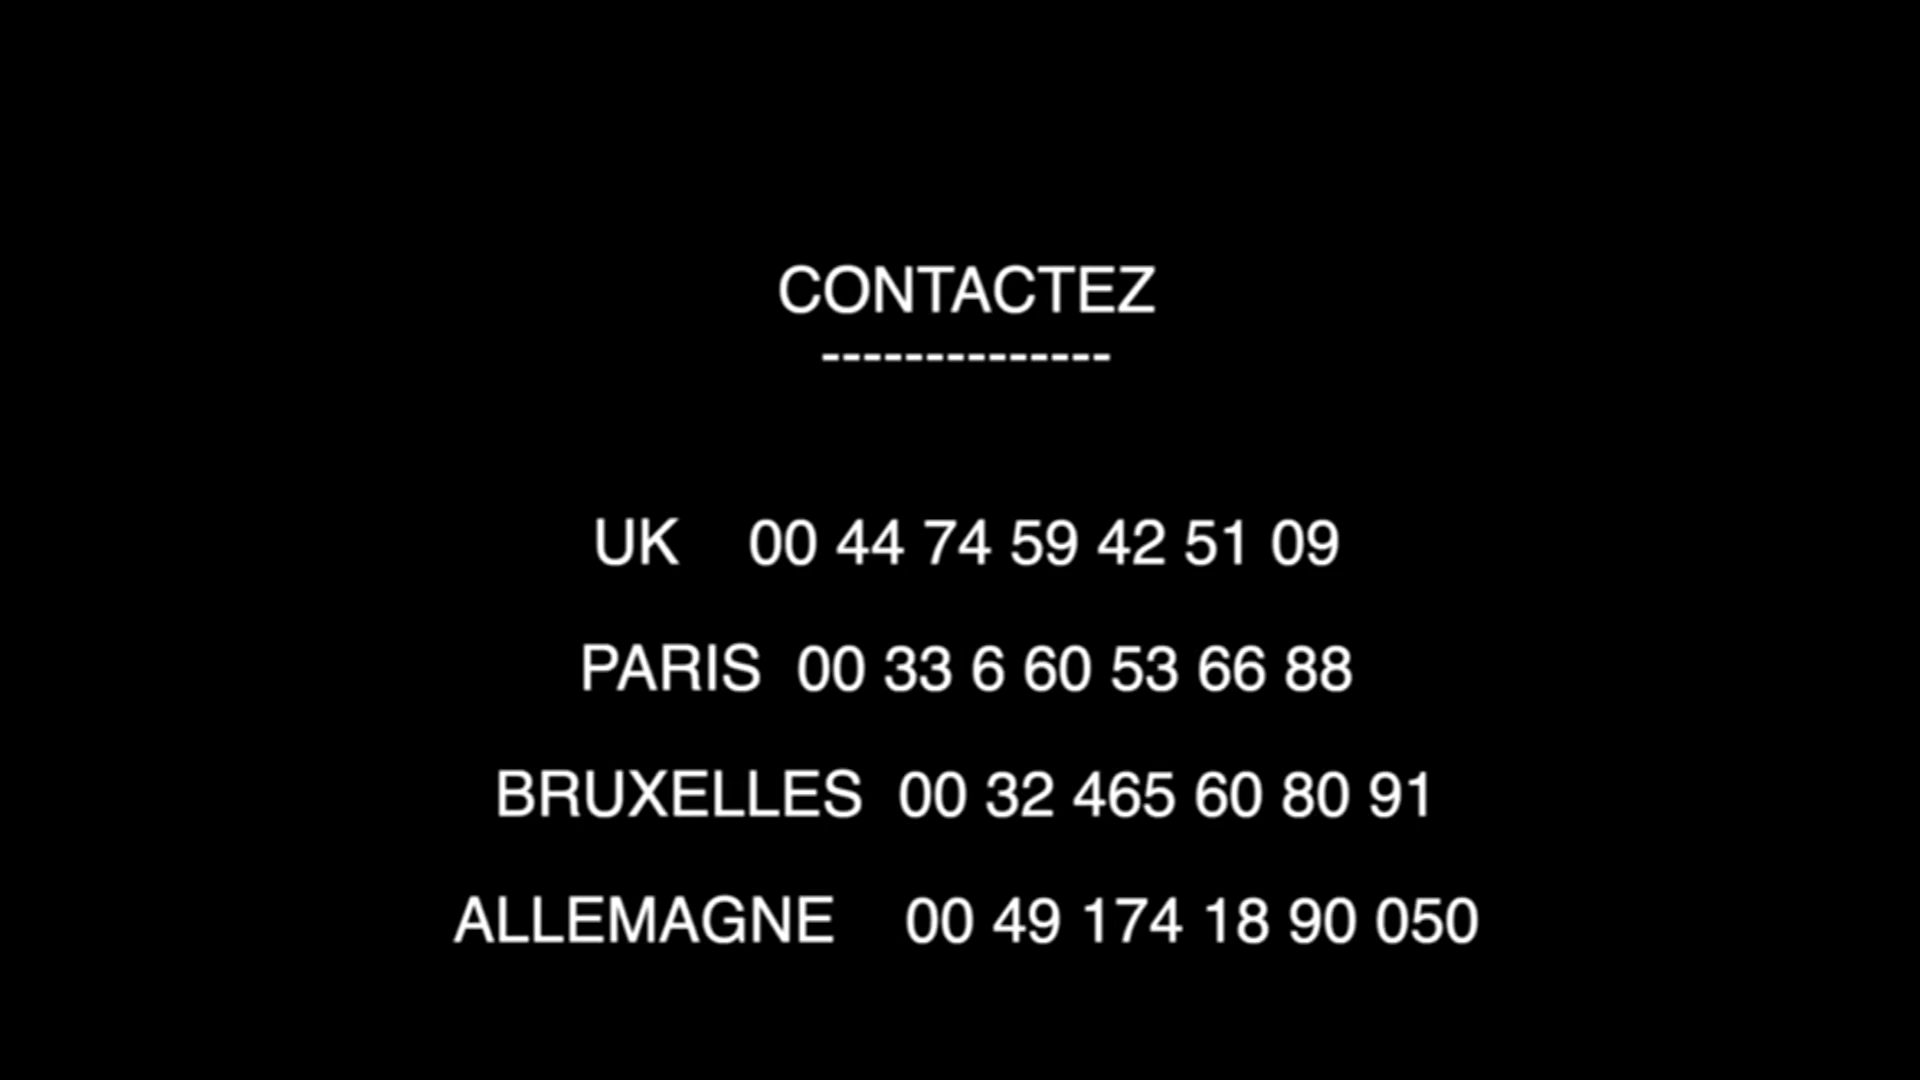 CONTACTEZ
--------------
UK 00 44 74 59 42 51 09
PARIS 00 33 6 60 53 66 88
BRUXELLES 00 32 465 60 80 91
ALLEMAGNE 00 49 174 18 90 050